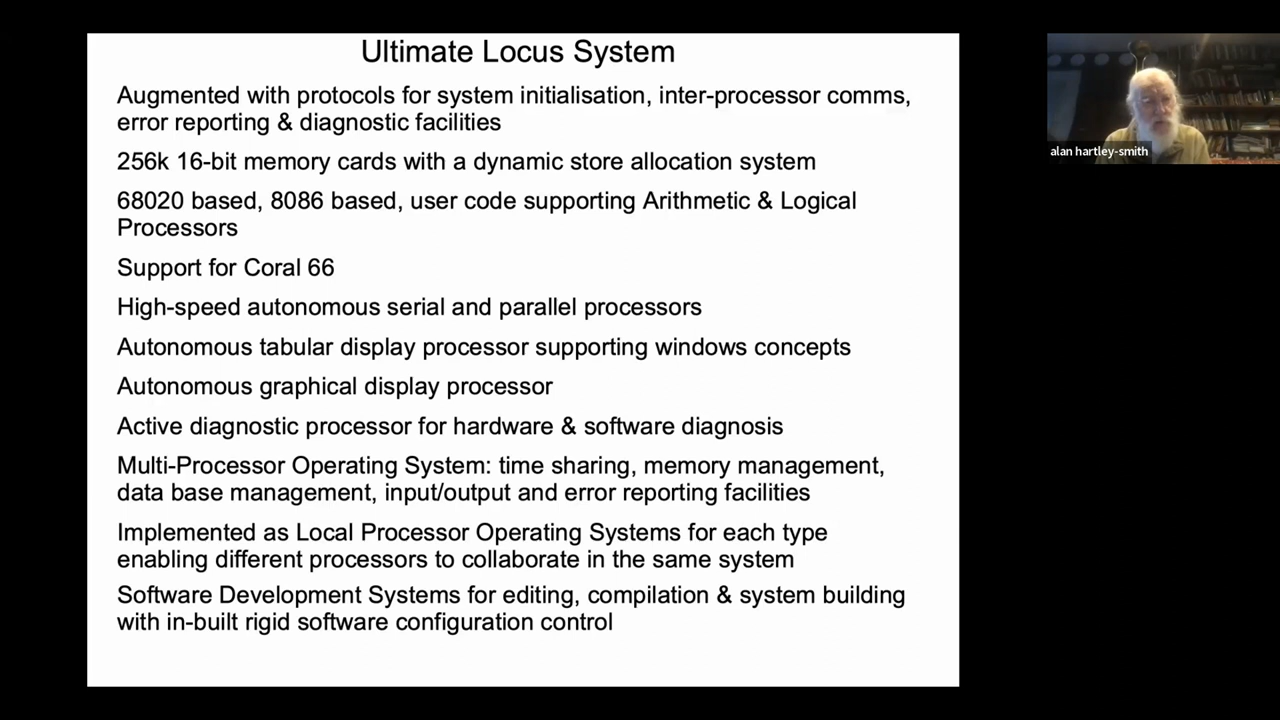 Ultimate Locus System
Augmented with protocols for system initialisation, inter-processor comms,
error reporting & diagnostic facilities
256k 16-bit memory cards with a dynamic store allocation system
68020 based, 8086 based, user code supporting Arithmetic & Logical
Processors
Support for Coral 66
High-speed autonomous serial and parallel processors
Autonomous tabular display processor supporting windows concepts
Autonomous graphical display processor
Active diagnostic processor for hardware & software diagnosis
Multi-Processor Operating System: time sharing, memory management,
data base management, input/output and error reporting facilities
Implemented as Local Processor Operating Systems for each type
enabling different processors to collaborate in the same system
Software Development Systems for editing, compilation & system building
with in-built rigid software configuration control
alan hartley-smith